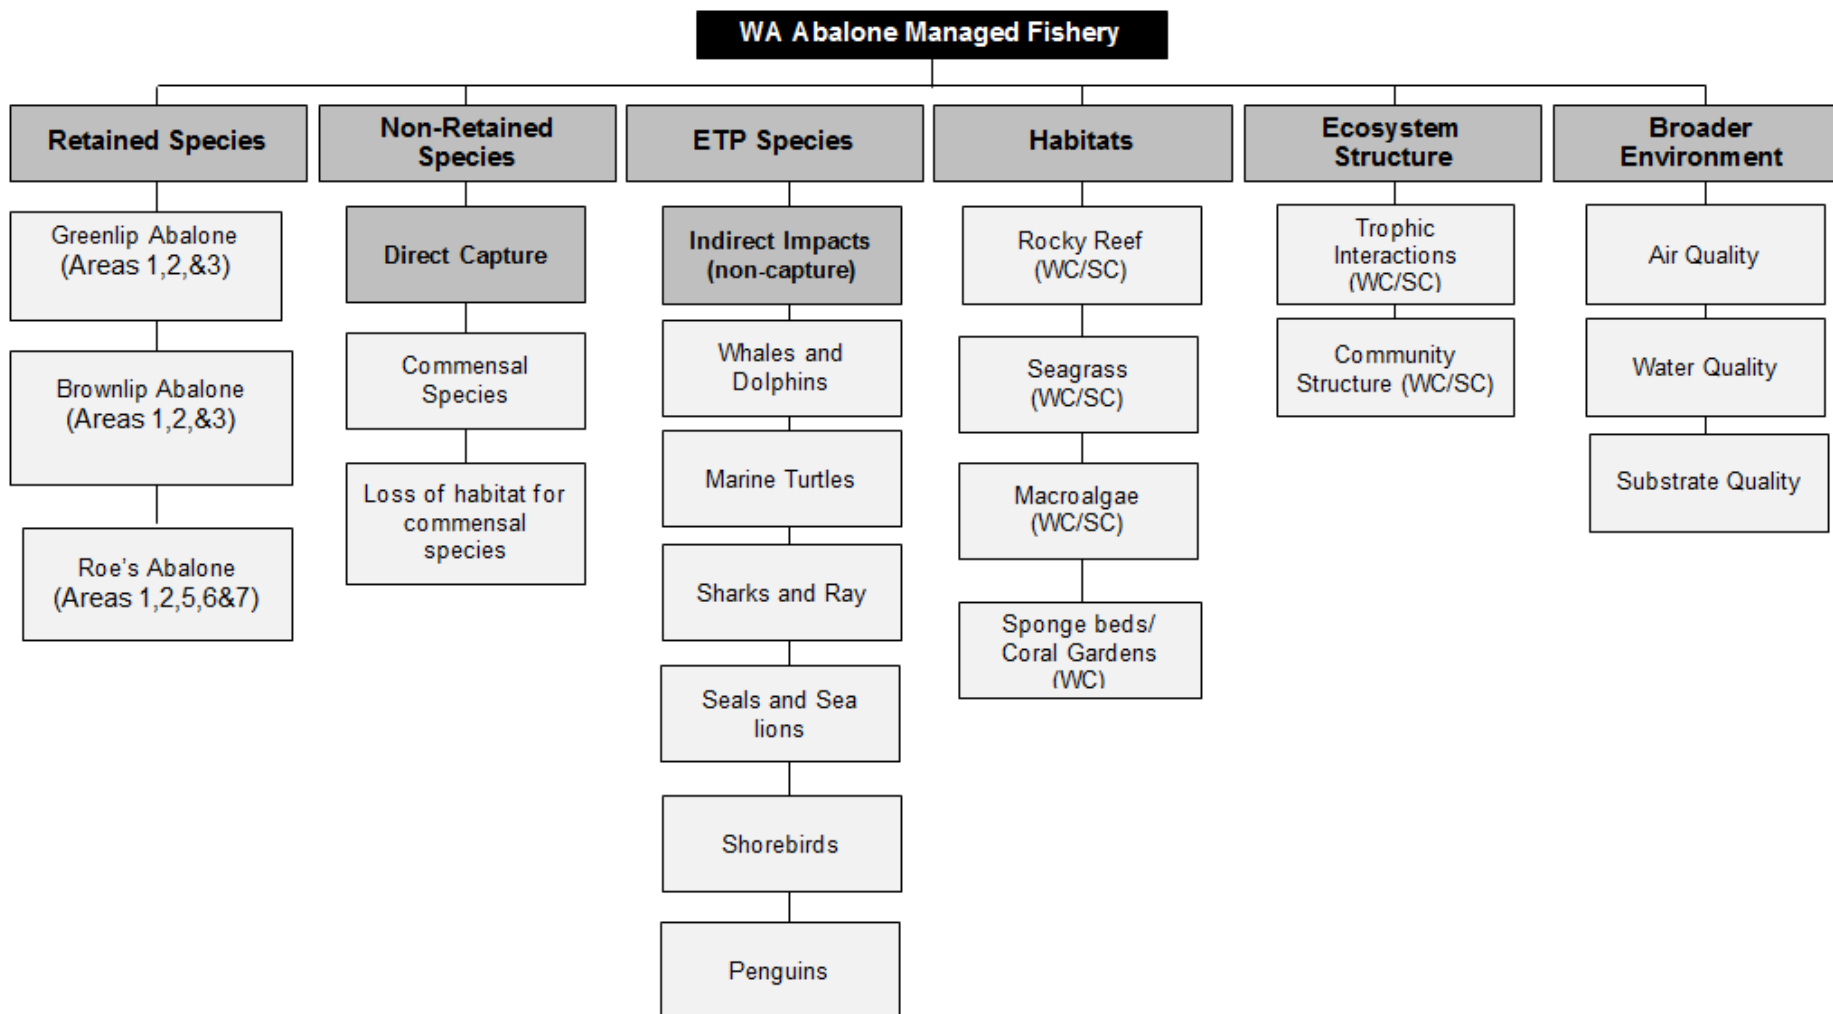 WA Abalone Managed Fishery
Retained Species
Non-Retained
Species
ETP Species
Habitats
Ecosystem
Structure
Broader
Environment
Greenlip Abalone
(Areas 1,2,&3)
Brownlip Abalone
(Areas 1,2,&3)
Roe's Abalone
(Areas 1,2,5,6&7)
Direct Capture
Commensal
Species
Loss of habitat for
commensal
species
Indirect Impacts
(non-capture)
Whales and
Dolphins
Marine Turtles
Sharks and Ray
Seals and Sea
lions
Shorebirds
Penguins
Rocky Reef
(WC/SC)
Seagrass
(WC/SC)
Macroalgae
(WC/SC)
Sponge beds/
Coral Gardens
(WC)
Trophic
Interactions
(WC/SC)
Community
Structure (WC/SC)
Air Quality
Water Quality
Substrate Quality